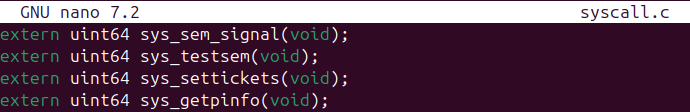 GNU nano 7.2 syscall.c
extern uint64 sys_sem_signal(void);
extern uint64 sys_testsem(void);
extern uint64 sys_settickets(void);
extern uint64 sys_getpinfo(void);